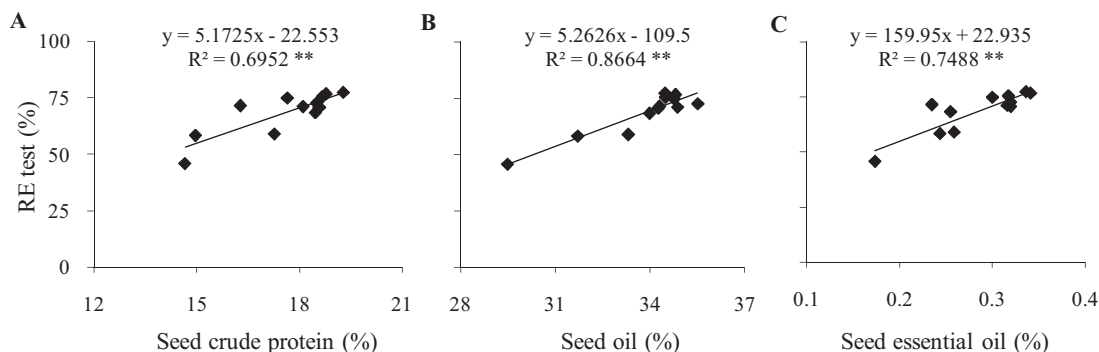 A
y = 5.1725x - 22.553
R² = 0.6952 **
B
y = 5.2626x - 109.5
R² = 0.8664 **
C
y = 159.95x + 22.935
R² = 0.7488 **
RE test (%)
100
75
50
25
0
12 15 18 21
Seed crude protein (%)
28 31 34 37
Seed oil (%)
0.1 0.2 0.3 0.4
Seed essential oil (%)